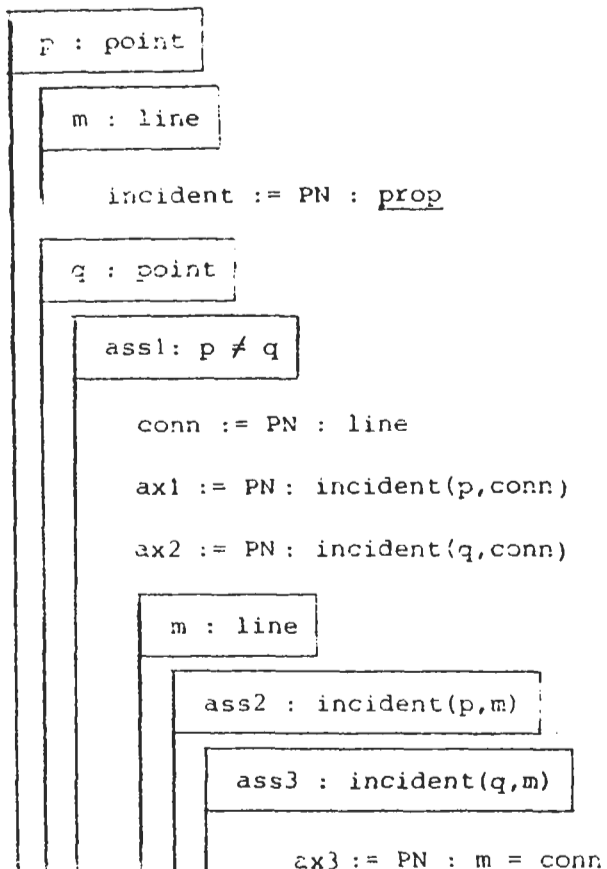 p : point
m : line
incident := PN : prop
q : point
ass1: p ≠ q
conn := PN : line
ax1 := PN : incident(p,conn)
ax2 := PN : incident(q,conn)
m : line
ass2 : incident(p,m)
ass3 : incident(q,m)
ax3 := PN : m = conn